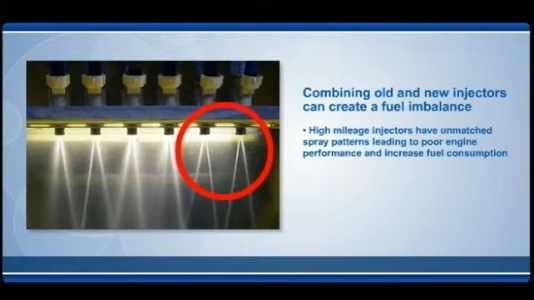 Combining old and new injectors
can create a fuel imbalance
• High mileage injectors have unmatched
spray patterns leading to poor engine
performance and increase fuel consumption